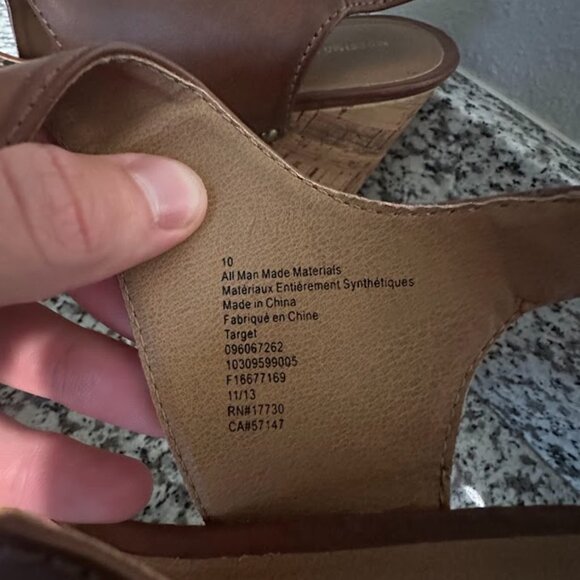 10
All Man Made Materials
Matériaux Entiérement Synthétiques
Made in China
Fabriqué en Chine
Target
096067262
10309599005
F16677169
11/13
RN#17730
CA#57147